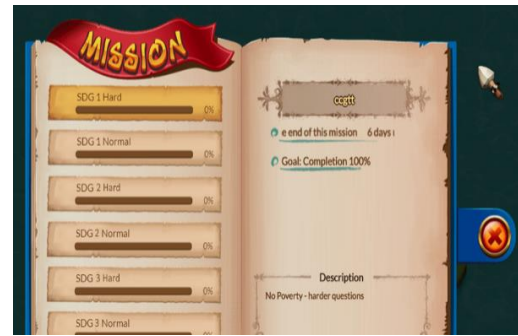 MISSION
SDG 1 Hard
0%
SDG 1 Normal
0%
SDG 2 Hard
0%
SDG 2 Normal
0%
SDG 3 Hard
0%
SDG 3 Normal
ccgtt
e end of this mission 6 days
Goal: Completion 100%
Description
No Poverty - harder questions